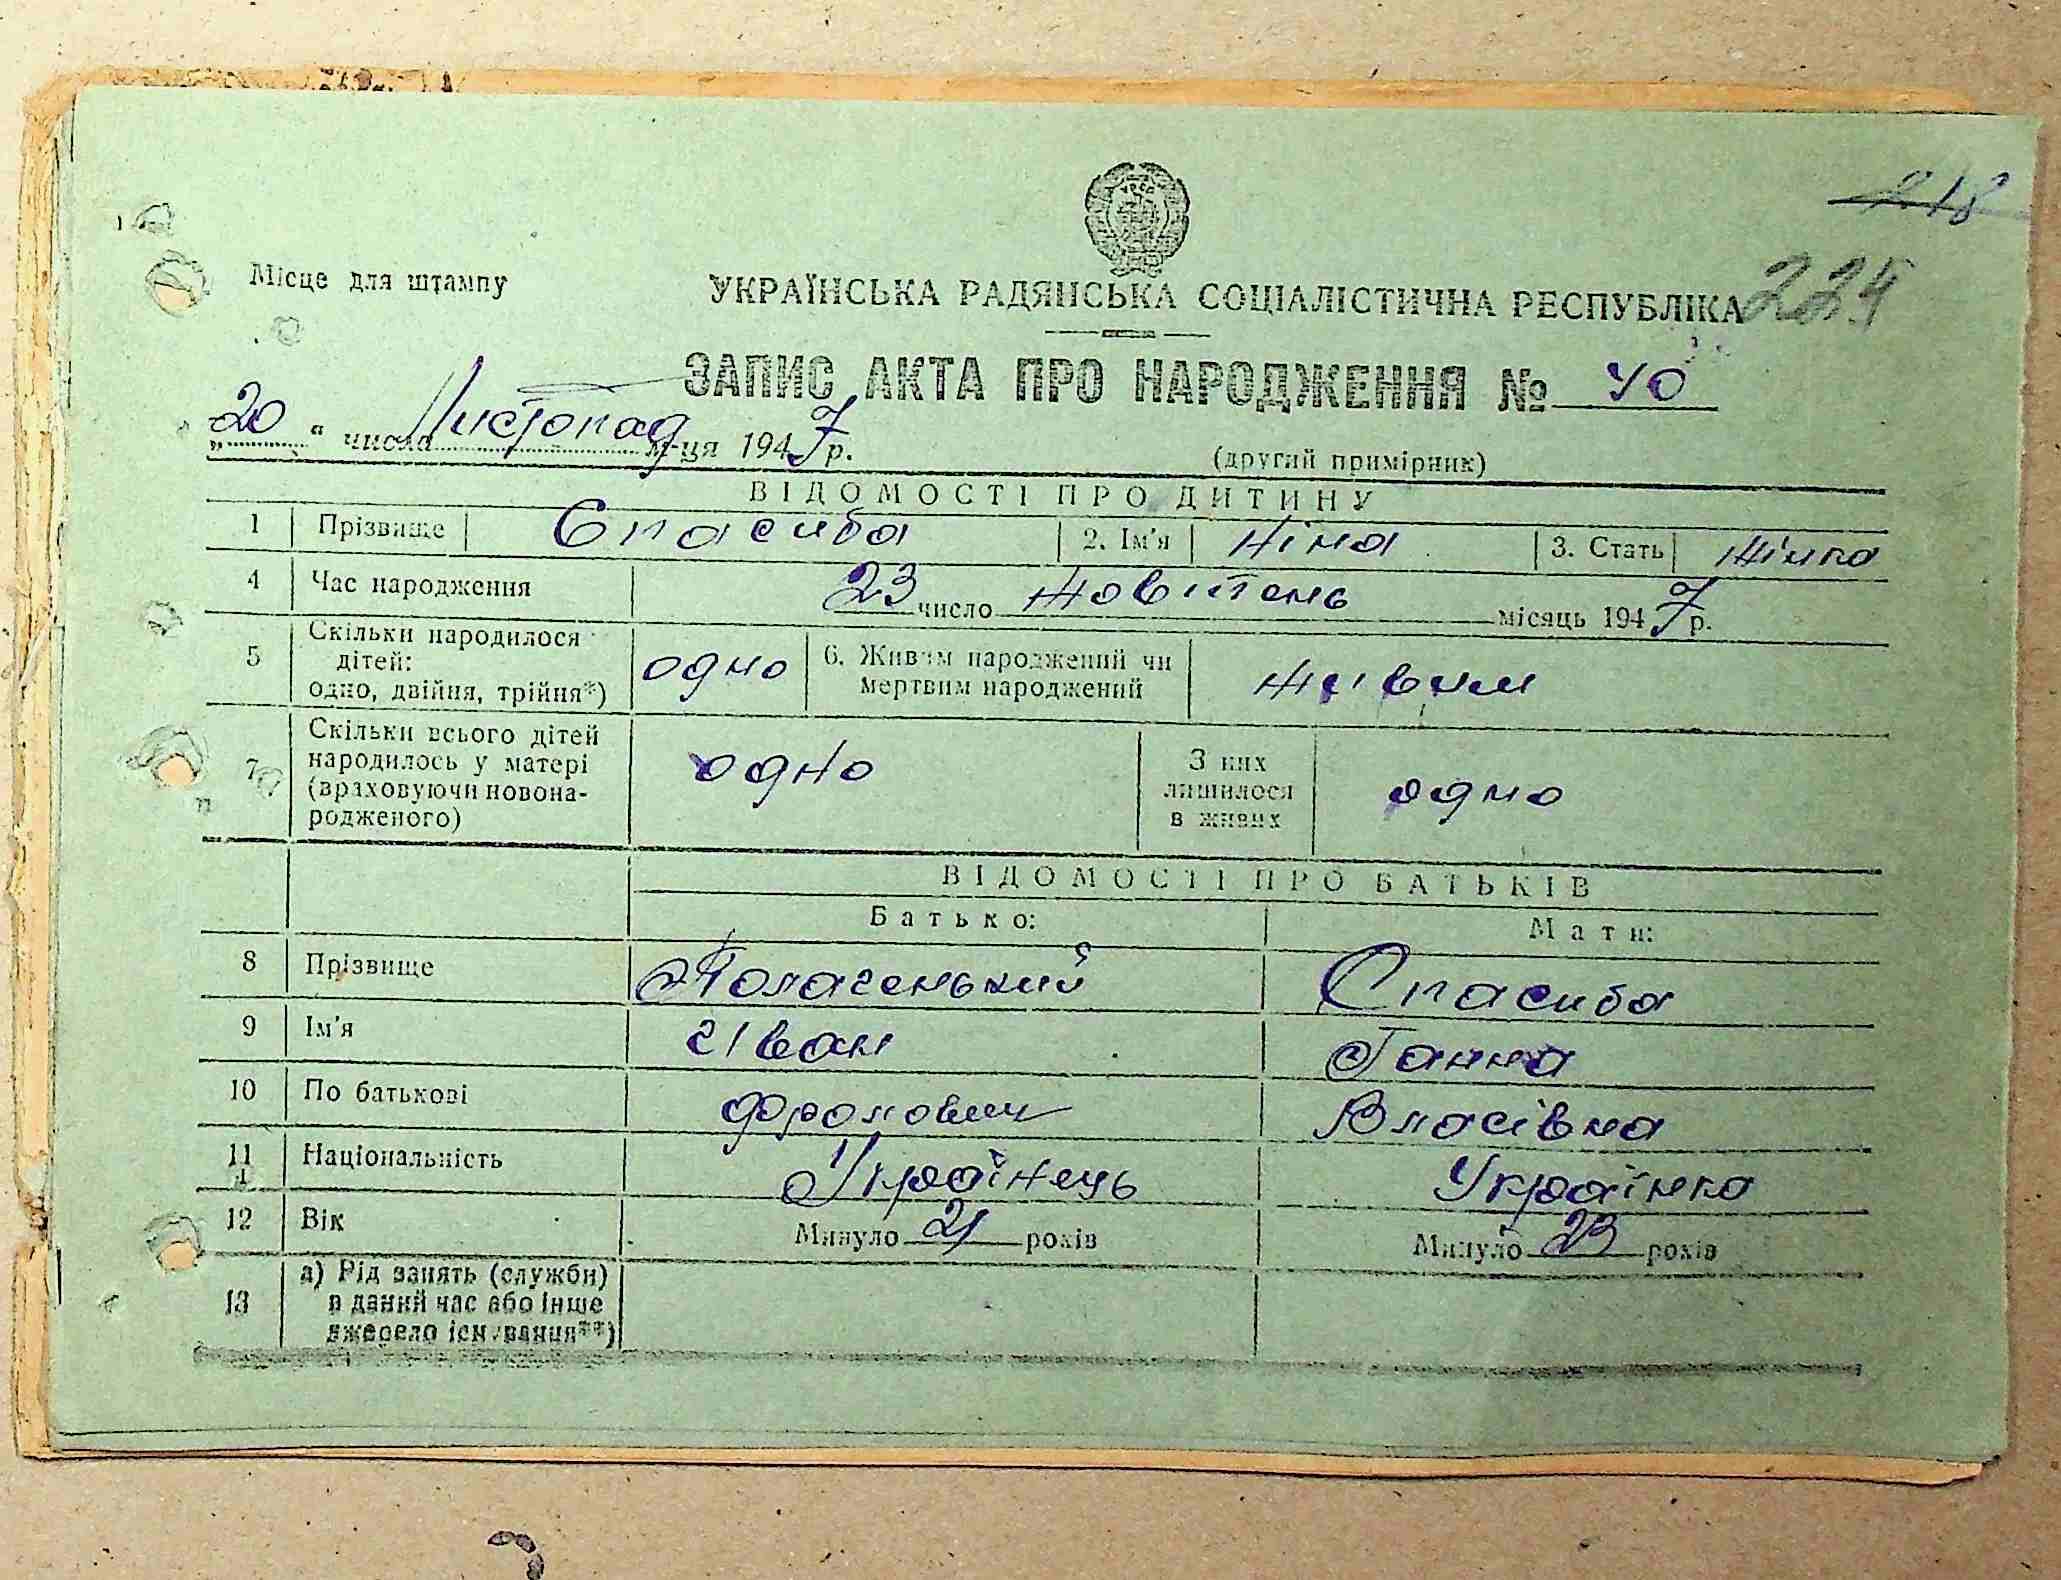 218
Місце для штампу
УКРАЇНСЬКА РАДЯНСЬКА СОЦІАЛІСТИЧНА РЕСПУБЛІКА
ЗАПИС АКТА ПРО НАРОДЖЕННЯ № 40
„20“ числа Листопад м-ця 1947 р.
(другий примірник)
ВІДОМОСТІ ПРО ДИТИНУ
1 Прізвище Спасиба 2. Ім'я Ніна 3. Стать
4 Час народження 23 число Жовтень місяць 1947 р.
5 Скільки народилося дітей: одно, двійня, трійня*) одно 6. Живим народжений чи мертвим народжений живим
7 Скільки всього дітей народилось у матері (враховуючи новонародженого) одно З них лишилося в живих одно
ВІДОМОСТІ ПРО БАТЬКІВ
Батько: Мати:
8 Прізвище Спасиба
9 Ім'я Іван Ганна
10 По батькові Власівна
11 Національність Українець Українка
12 Вік Минуло 21 років Минуло 23 років
13 а) Рід занять (служби) в даний час або інше джерело існування**)